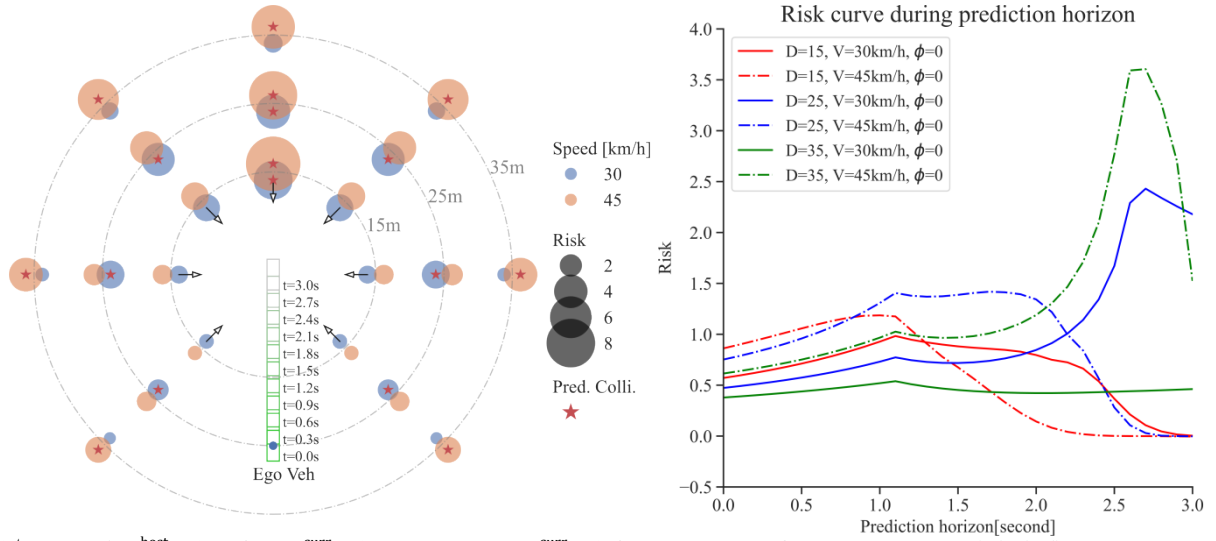 35m
25m
15m
t=3.0s
t=2.7s
t=2.4s
t=2.1s
t=1.8s
t=1.5s
t=1.2s
t=0.9s
t=0.6s
t=0.3s
t=0.0s
Ego Veh
Speed [km/h]
30
45
Risk
2
4
6
8
Pred. Colli.
Risk curve during prediction horizon
D=15, V=30km/h, ϕ=0
D=15, V=45km/h, ϕ=0
D=25, V=30km/h, ϕ=0
D=25, V=45km/h, ϕ=0
D=35, V=30km/h, ϕ=0
D=35, V=45km/h, ϕ=0
4.0
3.5
3.0
2.5
2.0
1.5
1.0
0.5
0.0
−0.5
Risk
0.0 0.5 1.0 1.5 2.0 2.5 3.0
Prediction horizon[second]